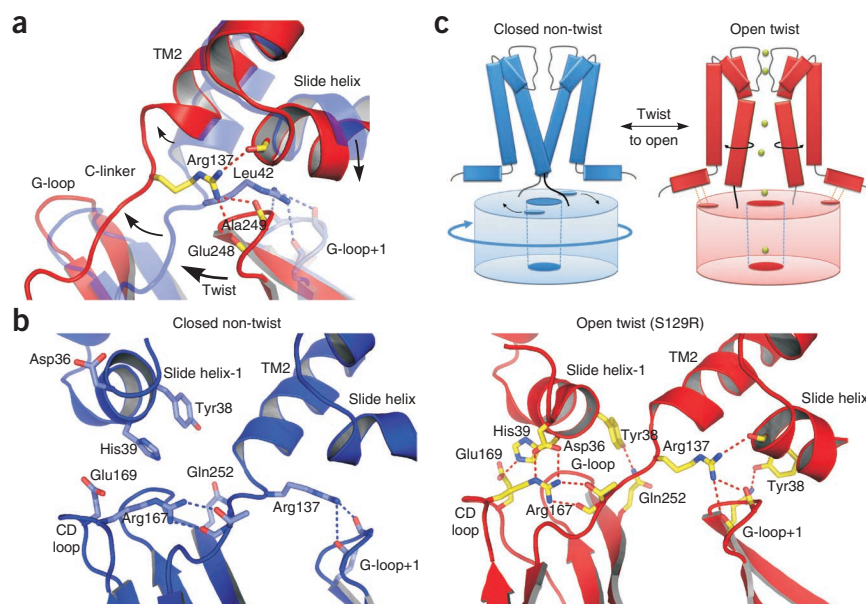 a
TM2
Slide helix
Arg137
C-linker
Leu42
G-loop
Ala249
Glu248
G-loop+1
Twist
c
Closed non-twist
Open twist
Twist
to open
b
Closed non-twist
Asp36
Slide helix-1
TM2
Tyr38
Slide helix
His39
Glu169
Gln252
Arg137
Arg167
CD
loop
G-loop+1
Open twist (S129R)
TM2
Slide helix-1
Slide helix
His39
Asp36
Tyr38
Glu169
Arg137
G-loop
Tyr38
Arg167
Gln252
CD
loop
G-loop+1